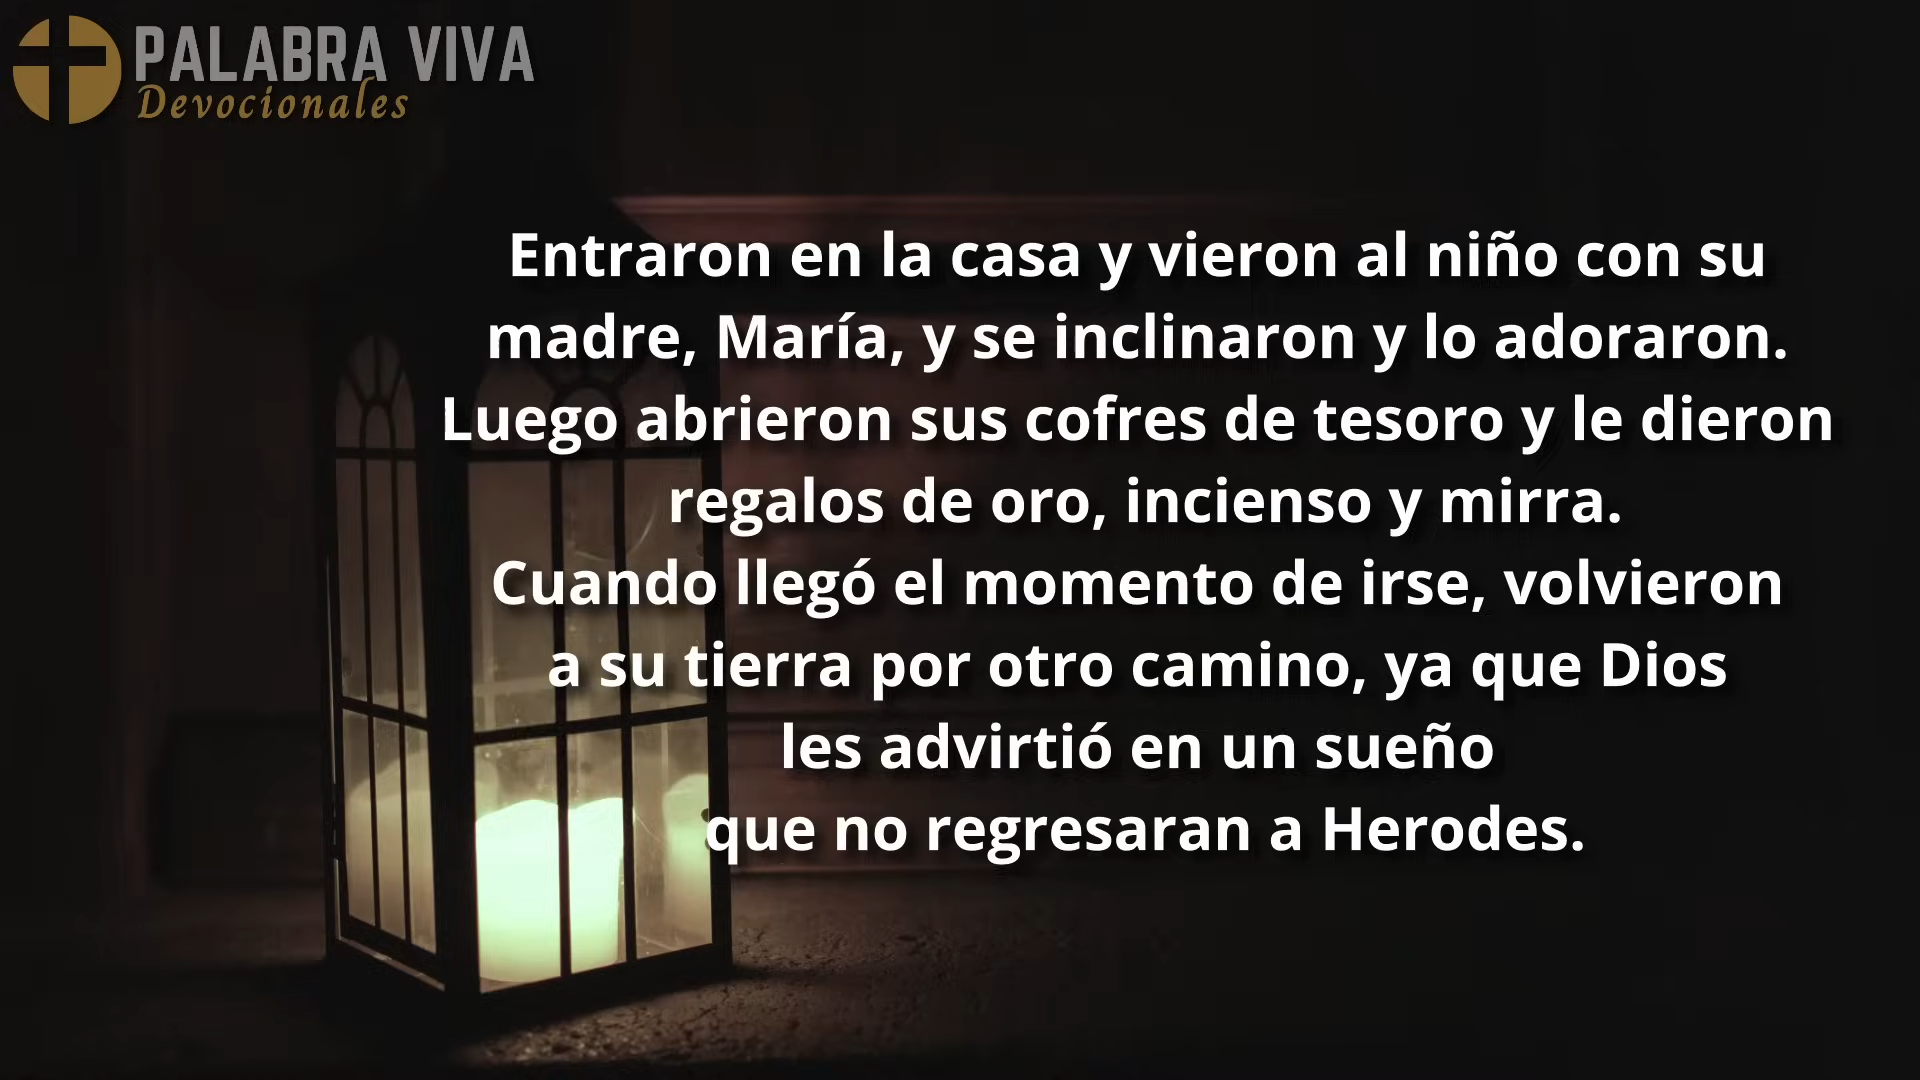 PALABRA VIVA
Devocionales
Entraron en la casa y vieron al niño con su
madre, María, y se inclinaron y lo adoraron.
Luego abrieron sus cofres de tesoro y le dieron
regalos de oro, incienso y mirra.
Cuando llegó el momento de irse, volvieron
a su tierra por otro camino, ya que Dios
les advirtió en un sueño
que no regresaran a Herodes.